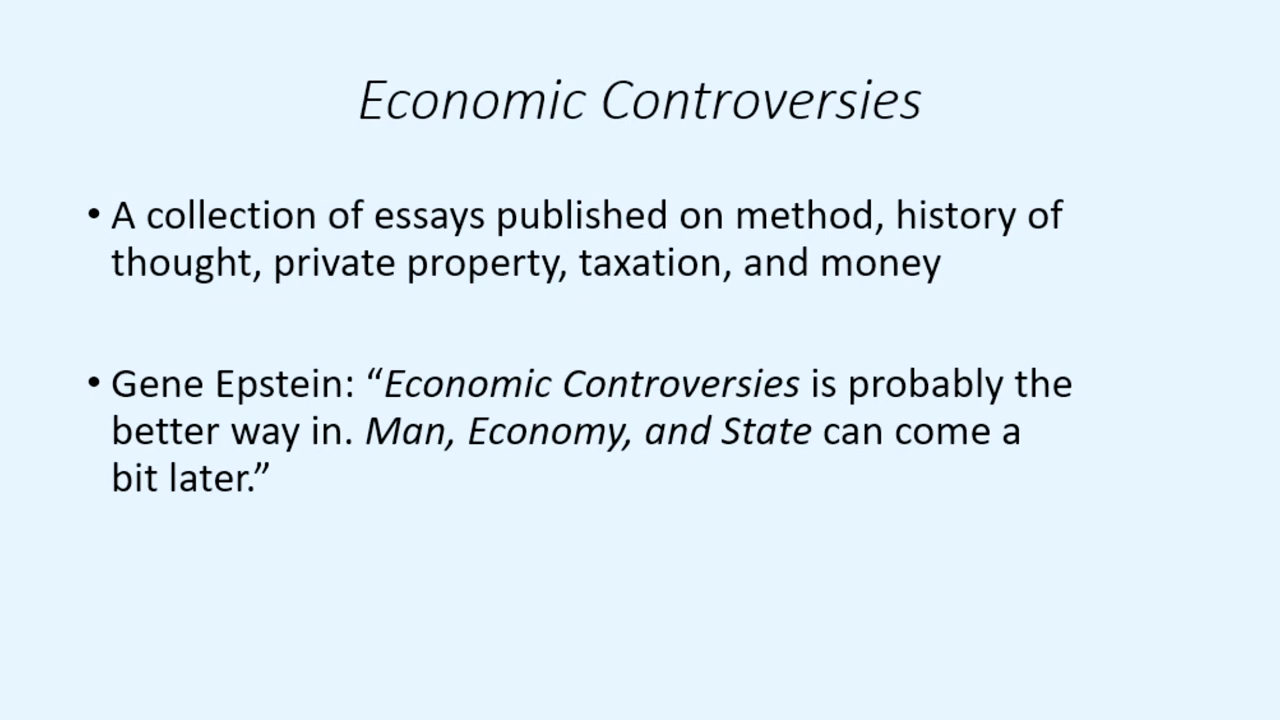 Economic Controversies
• A collection of essays published on method, history of
thought, private property, taxation, and money
• Gene Epstein: “Economic Controversies is probably the
better way in. Man, Economy, and State can come a
bit later.”